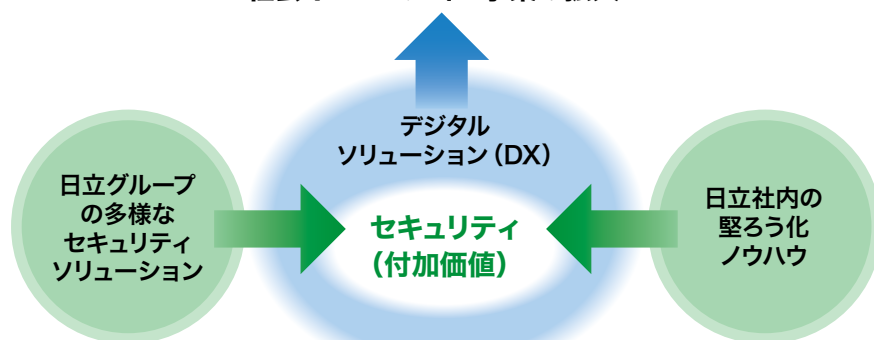 デジタル
ソリューション（DX）
日立グループ
の多様な
セキュリティ
ソリューション
セキュリティ
（付加価値）
日立社内の
堅ろう化
ノウハウ